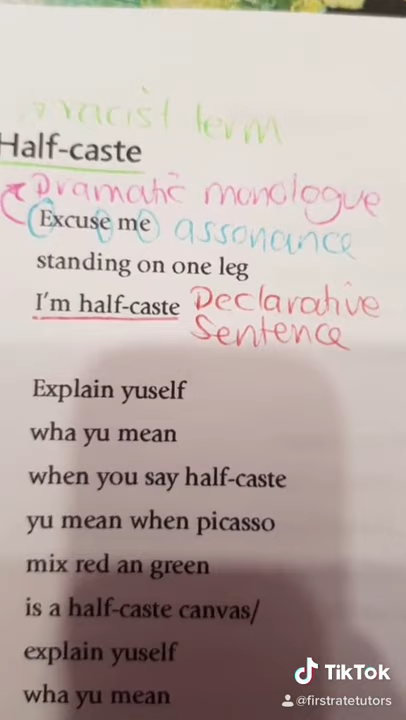 → racist term
Half-caste
Dramatic monologue
Excuse me assonance
standing on one leg
I'm half-caste Declarative
Sentence
Explain yuself
wha yu mean
when you say half-caste
yu mean when picasso
mix red an green
is a half-caste canvas/
explain yuself
wha yu mean
TikTok
@firstratetutors